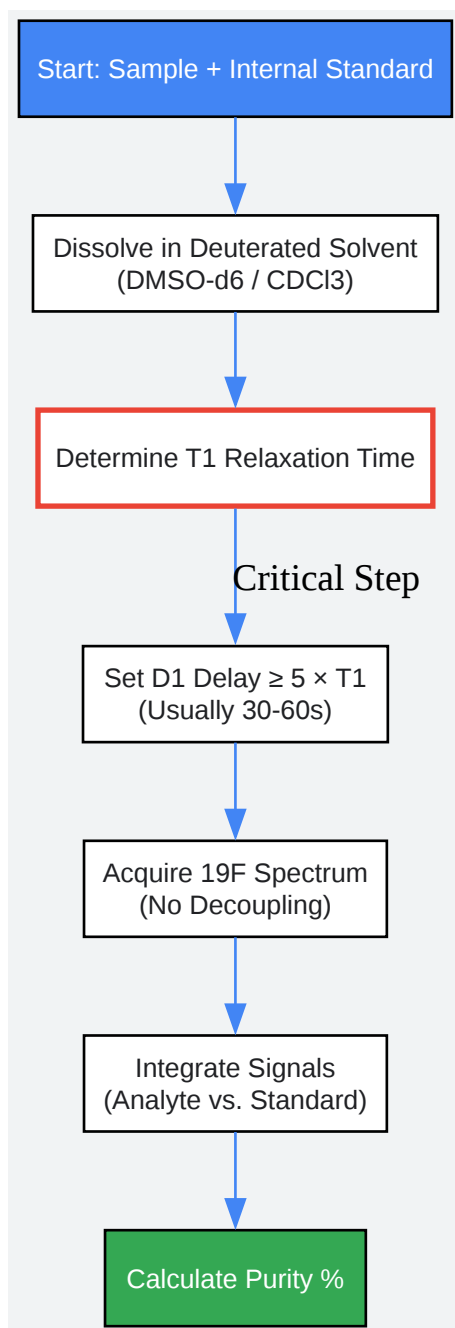 Start: Sample + Internal Standard
Dissolve in Deuterated Solvent
(DMSO-d6 / CDCl3)
Determine T1 Relaxation Time
Critical Step
Set D1 Delay ≥ 5 × T1
(Usually 30-60s)
Acquire 19F Spectrum
(No Decoupling)
Integrate Signals
(Analyte vs. Standard)
Calculate Purity %